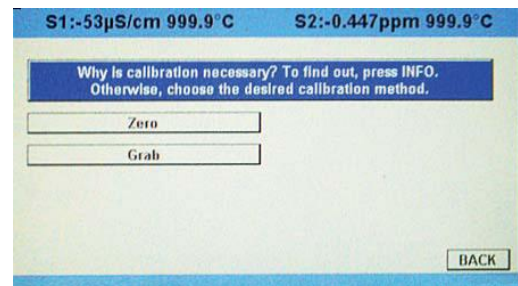 S1:-53µS/cm 999.9°C S2:-0.447ppm 999.9°C
Why is calibration necessary? To find out, press INFO.
Otherwise, choose the desired calibration method.
Zero
Grab
BACK